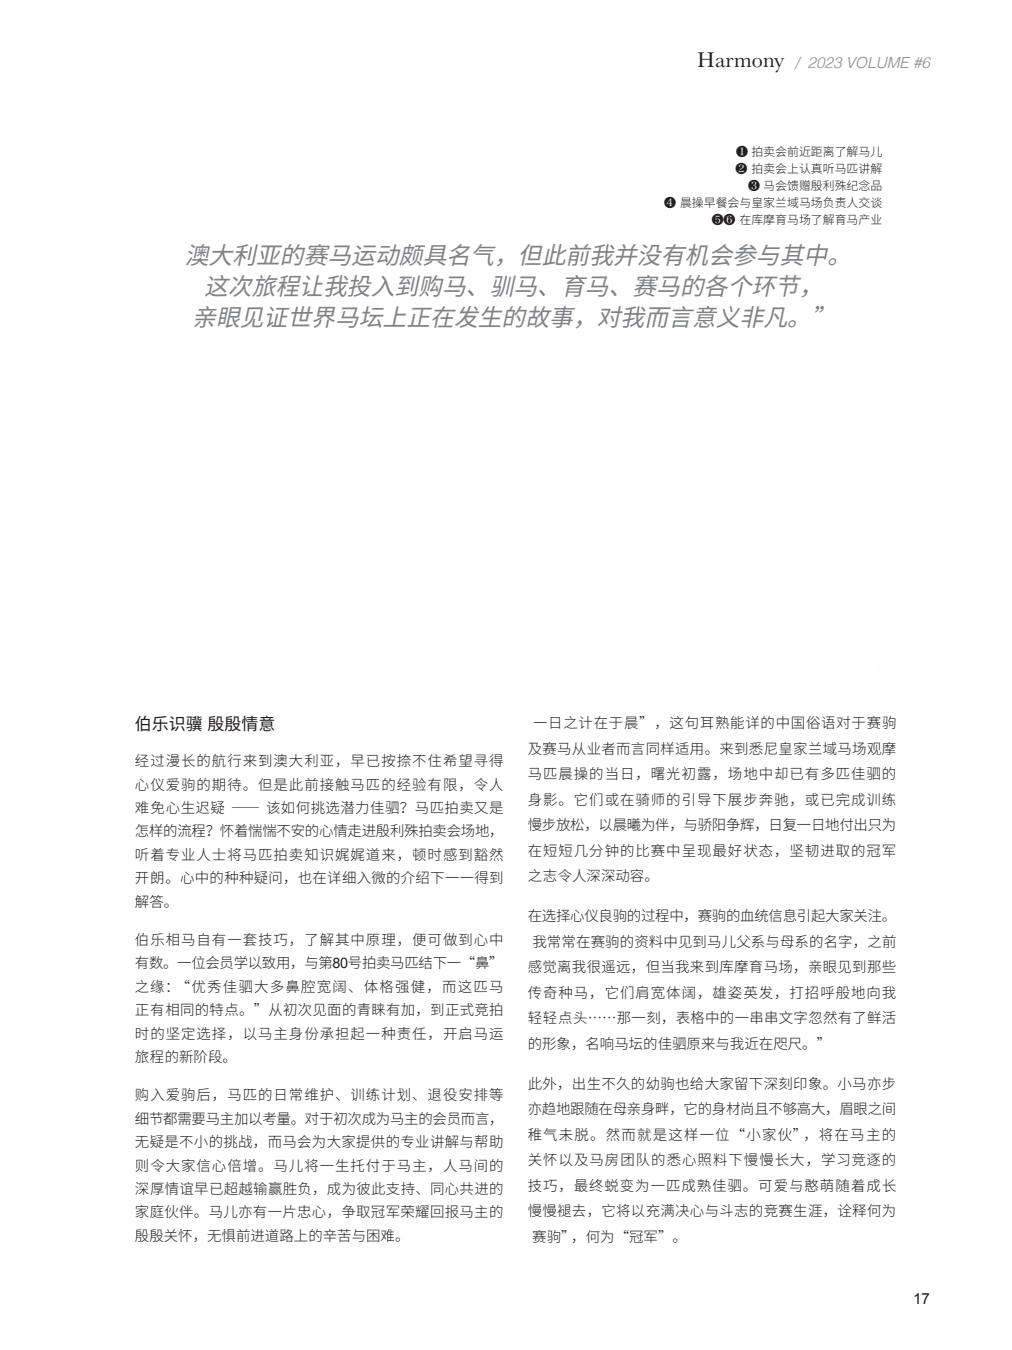 Harmony / 2023 VOLUME #6
❶ 拍卖会前近距离了解马儿
❷ 拍卖会上认真听马匹讲解
❸ 马会馈赠殷利殊纪念品
❹ 晨操早餐会与皇家兰域马场负责人交谈
❺❻ 在库摩育马场了解育马产业
澳大利亚的赛马运动颇具名气，但此前我并没有机会参与其中。
这次旅程让我投入到购马、驯马、育马、赛马的各个环节，
亲眼见证世界马坛上正在发生的故事，对我而言意义非凡。”
伯乐识骥 殷殷情意
经过漫长的航行来到澳大利亚，早已按捺不住希望寻得
心仪爱驹的期待。但是此前接触马匹的经验有限，令人
难免心生迟疑 —— 该如何挑选潜力佳驷？马匹拍卖又是
怎样的流程？怀着惴惴不安的心情走进殷利殊拍卖会场地，
听着专业人士将马匹拍卖知识娓娓道来，顿时感到豁然
开朗。心中的种种疑问，也在详细入微的介绍下一一得到
解答。
伯乐相马自有一套技巧，了解其中原理，便可做到心中
有数。一位会员学以致用，与第80号拍卖马匹结下一“鼻”
之缘：“优秀佳驷大多鼻腔宽阔、体格强健，而这匹马
正有相同的特点。”从初次见面的青睐有加，到正式竞拍
时的坚定选择，以马主身份承担起一种责任，开启马运
旅程的新阶段。
购入爱驹后，马匹的日常维护、训练计划、退役安排等
细节都需要马主加以考量。对于初次成为马主的会员而言，
无疑是不小的挑战，而马会为大家提供的专业讲解与帮助
则令大家信心倍增。马儿将一生托付于马主，人马间的
深厚情谊早已超越输赢胜负，成为彼此支持、同心共进的
家庭伙伴。马儿亦有一片忠心，争取冠军荣耀回报马主的
殷殷关怀，无惧前进道路上的辛苦与困难。
一日之计在于晨”，这句耳熟能详的中国俗语对于赛驹
及赛马从业者而言同样适用。来到悉尼皇家兰域马场观摩
马匹晨操的当日，曙光初露，场地中却已有多匹佳驷的
身影。它们或在骑师的引导下展步奔驰，或已完成训练
慢步放松，以晨曦为伴，与骄阳争辉，日复一日地付出只为
在短短几分钟的比赛中呈现最好状态，坚韧进取的冠军
之志令人深深动容。
在选择心仪良驹的过程中，赛驹的血统信息引起大家关注。
我常常在赛驹的资料中见到马儿父系与母系的名字，之前
感觉离我很遥远，但当我来到库摩育马场，亲眼见到那些
传奇种马，它们肩宽体阔，雄姿英发，打招呼般地向我
轻轻点头……那一刻，表格中的一串串文字忽然有了鲜活
的形象，名响马坛的佳驷原来与我近在咫尺。”
此外，出生不久的幼驹也给大家留下深刻印象。小马亦步
亦趋地跟随在母亲身畔，它的身材尚且不够高大，眉眼之间
稚气未脱。然而就是这样一位“小家伙”，将在马主的
关怀以及马房团队的悉心照料下慢慢长大，学习竞逐的
技巧，最终蜕变为一匹成熟佳驷。可爱与憨萌随着成长
慢慢褪去，它将以充满决心与斗志的竞赛生涯，诠释何为
赛驹”，何为“冠军”。
17